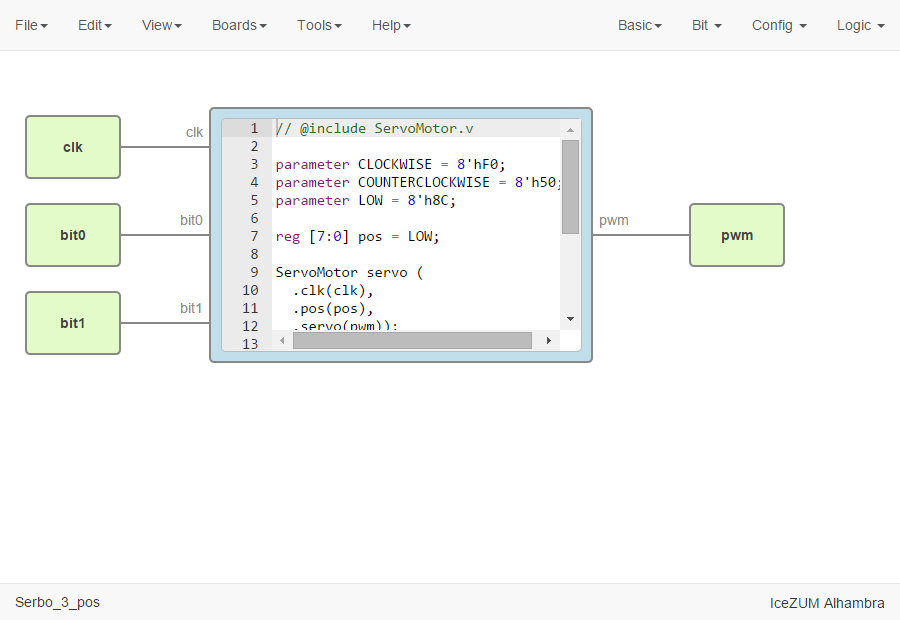 File Edit View Boards Tools Help Basic Bit Config Logic
clk
clk
bit0
bit0
bit1
bit1
1 // @include ServoMotor.v
2
3 parameter CLOCKWISE = 8'hF0;
4 parameter COUNTERCLOCKWISE = 8'h50;
5 parameter LOW = 8'h8C;
6
7 reg [7:0] pos = LOW;
8
9 ServoMotor servo (
10 .clk(clk),
11 .pos(pos),
12 .servo(pwm));
13
pwm
pwm
Serbo_3_pos IceZUM Alhambra